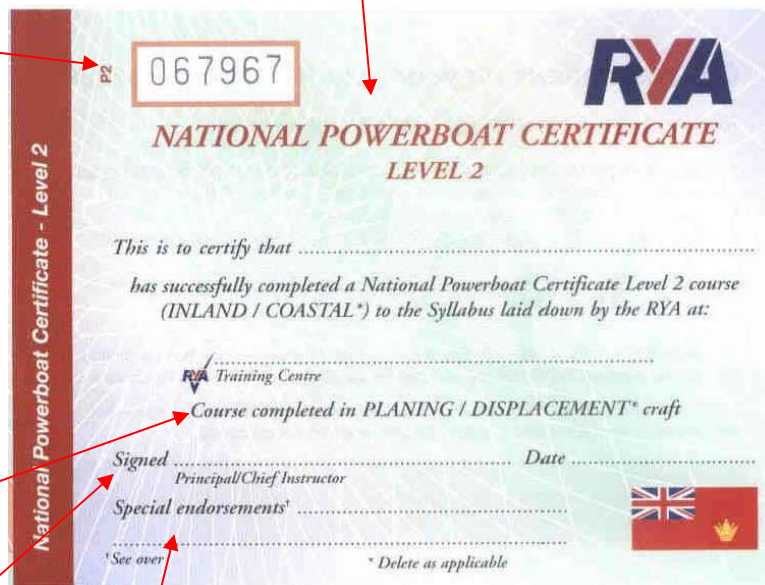 P2
067967
RYA
NATIONAL POWERBOAT CERTIFICATE
LEVEL 2
National Powerboat Certificate - Level 2
This is to certify that
has successfully completed a National Powerboat Certificate Level 2 course
(INLAND / COASTAL*) to the Syllabus laid down by the RYA at:
RYA Training Centre
Course completed in PLANING / DISPLACEMENT* craft
Signed Date
Principal/Chief Instructor
Special endorsements†
†See over * Delete as applicable